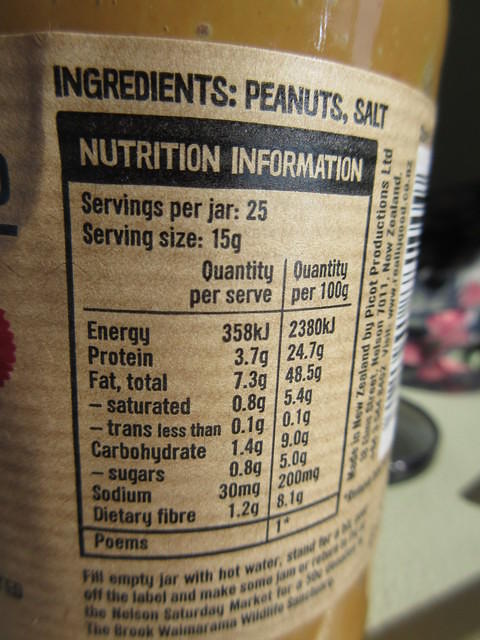 INGREDIENTS: PEANUTS, SALT
NUTRITION INFORMATION
Servings per jar: 25
Serving size: 15g
Quantity per serve Quantity per 100g
Energy 358kJ 2380kJ
Protein 3.7g 24.7g
Fat, total 7.3g 48.5g
– saturated 0.8g 5.4g
– trans less than 0.1g 0.1g
Carbohydrate 1.4g 9.0g
– sugars 0.8g 5.0g
Sodium 30mg 200mg
Dietary fibre 1.2g 8.1g
Poems 1*
Fill empty jar with hot water, stand for a
off the label and make some jam or return
the Nelson Saturday Market for a 50c
The Brook Waimarama Wildlife Sanctuary
Made in New Zealand by Picot Productions Ltd
Street, Nelson 7011, New Zealand.